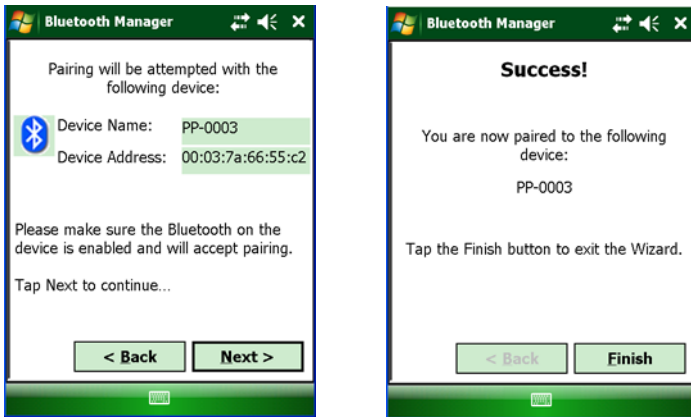 Bluetooth Manager
Pairing will be attempted with the
following device:
Device Name: PP-0003
Device Address: 00:03:7a:66:55:c2
Please make sure the Bluetooth on the
device is enabled and will accept pairing.
Tap Next to continue...
< Back Next >
Bluetooth Manager
Success!
You are now paired to the following
device:
PP-0003
Tap the Finish button to exit the Wizard.
< Back Finish